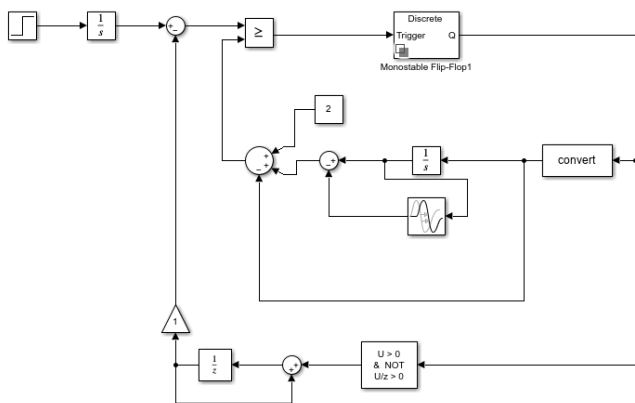 1
s
+
−
≥
Discrete
Trigger
Q
Monostable Flip-Flop1
2
+
+
−
−
+
1
s
convert
1
1
z
+
+
U > 0
& NOT
U/z > 0